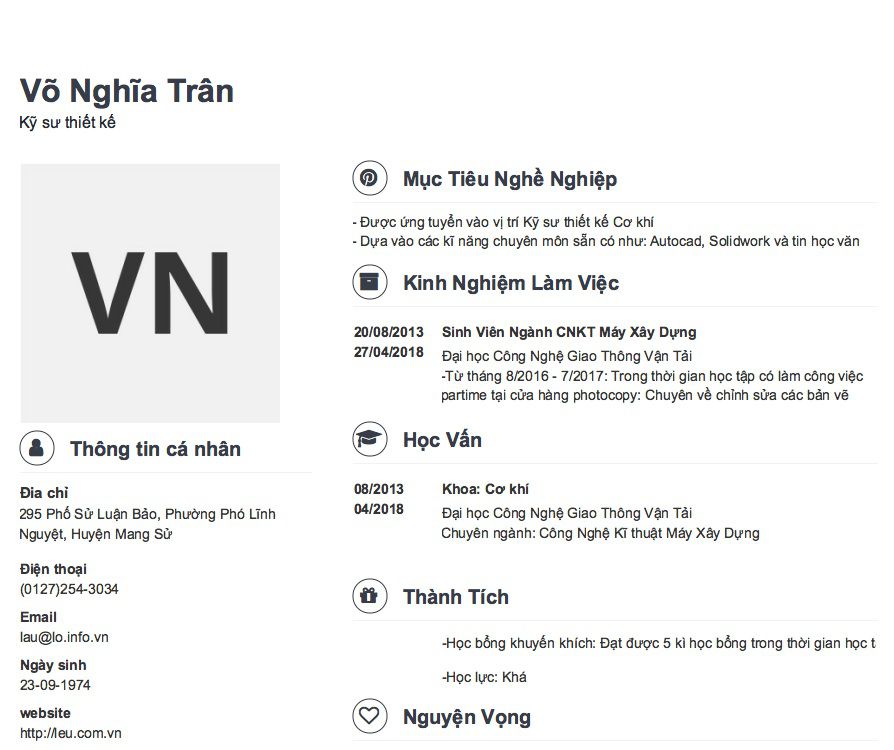 Võ Nghĩa Trân
Kỹ sư thiết kế
VN
Thông tin cá nhân
Đia chỉ
295 Phố Sử Luận Bảo, Phường Phó Lĩnh
Nguyệt, Huyện Mang Sử
Điện thoại
(0127)254-3034
Email
lau@lo.info.vn
Ngày sinh
23-09-1974
website
http://leu.com.vn
Mục Tiêu Nghề Nghiệp
- Được ứng tuyển vào vị trí Kỹ sư thiết kế Cơ khí
- Dựa vào các kĩ năng chuyên môn sẵn có như: Autocad, Solidwork và tin học văn
Kinh Nghiệm Làm Việc
20/08/2013 Sinh Viên Ngành CNKT Máy Xây Dựng
27/04/2018 Đại học Công Nghệ Giao Thông Vận Tải
-Từ tháng 8/2016 - 7/2017: Trong thời gian học tập có làm công việc
partime tại cửa hàng photocopy: Chuyên về chỉnh sửa các bản vẽ
Học Vấn
08/2013 Khoa: Cơ khí
04/2018 Đại học Công Nghệ Giao Thông Vận Tải
Chuyên ngành: Công Nghệ Kĩ thuật Máy Xây Dựng
Thành Tích
-Học bổng khuyến khích: Đạt được 5 kì học bổng trong thời gian học
-Học lực: Khá
Nguyện Vọng